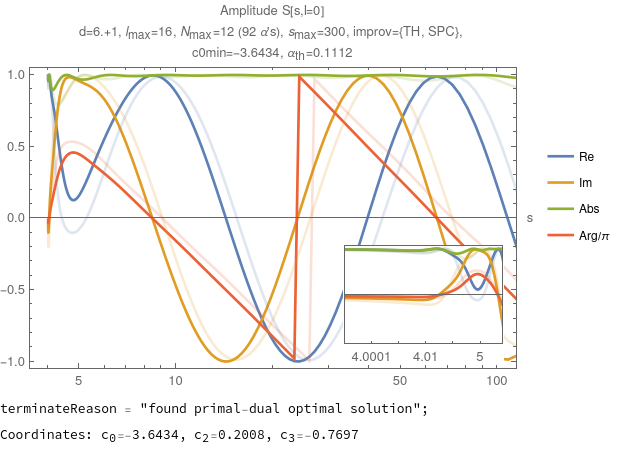 Amplitude S[s,l=0]
d=6.+1, lmax=16, Nmax=12 (92 α's), smax=300, improv={TH, SPC},
c0min=-3.6434, αth=0.1112
1.0
0.5
0.0
-0.5
-1.0
s
Re
Im
Abs
Arg/π
4.0001 4.01 5
5 10 50 100
terminateReason = "found primal-dual optimal solution";
Coordinates: c0=-3.6434, c2=0.2008, c3=-0.7697